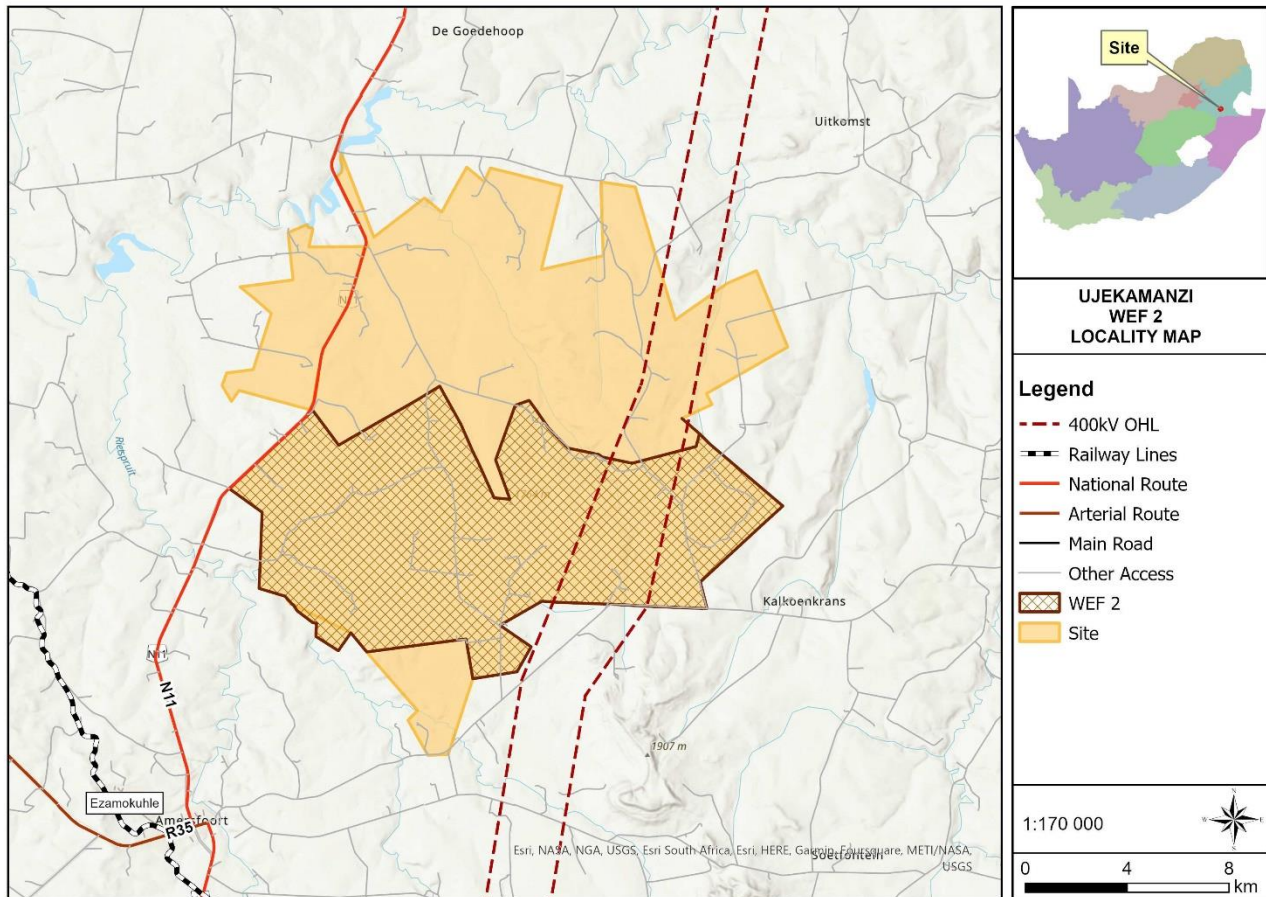 De Goedehoop
Uitkomst
N11
Rietspruit
Kalkoenkrans
N11
N11
1907 m
Ezamokuhle
Amersfoort
R35
Soetfontein
Esri, NASA, NGA, USGS, Esri South Africa, Esri, HERE, Garmin, Foursquare, METI/NASA,
USGS
Site
UJEKAMANZI
WEF 2
LOCALITY MAP
Legend
400kV OHL
Railway Lines
National Route
Arterial Route
Main Road
Other Access
WEF 2
Site
1:170 000
N
W
E
S
0 4 8
km